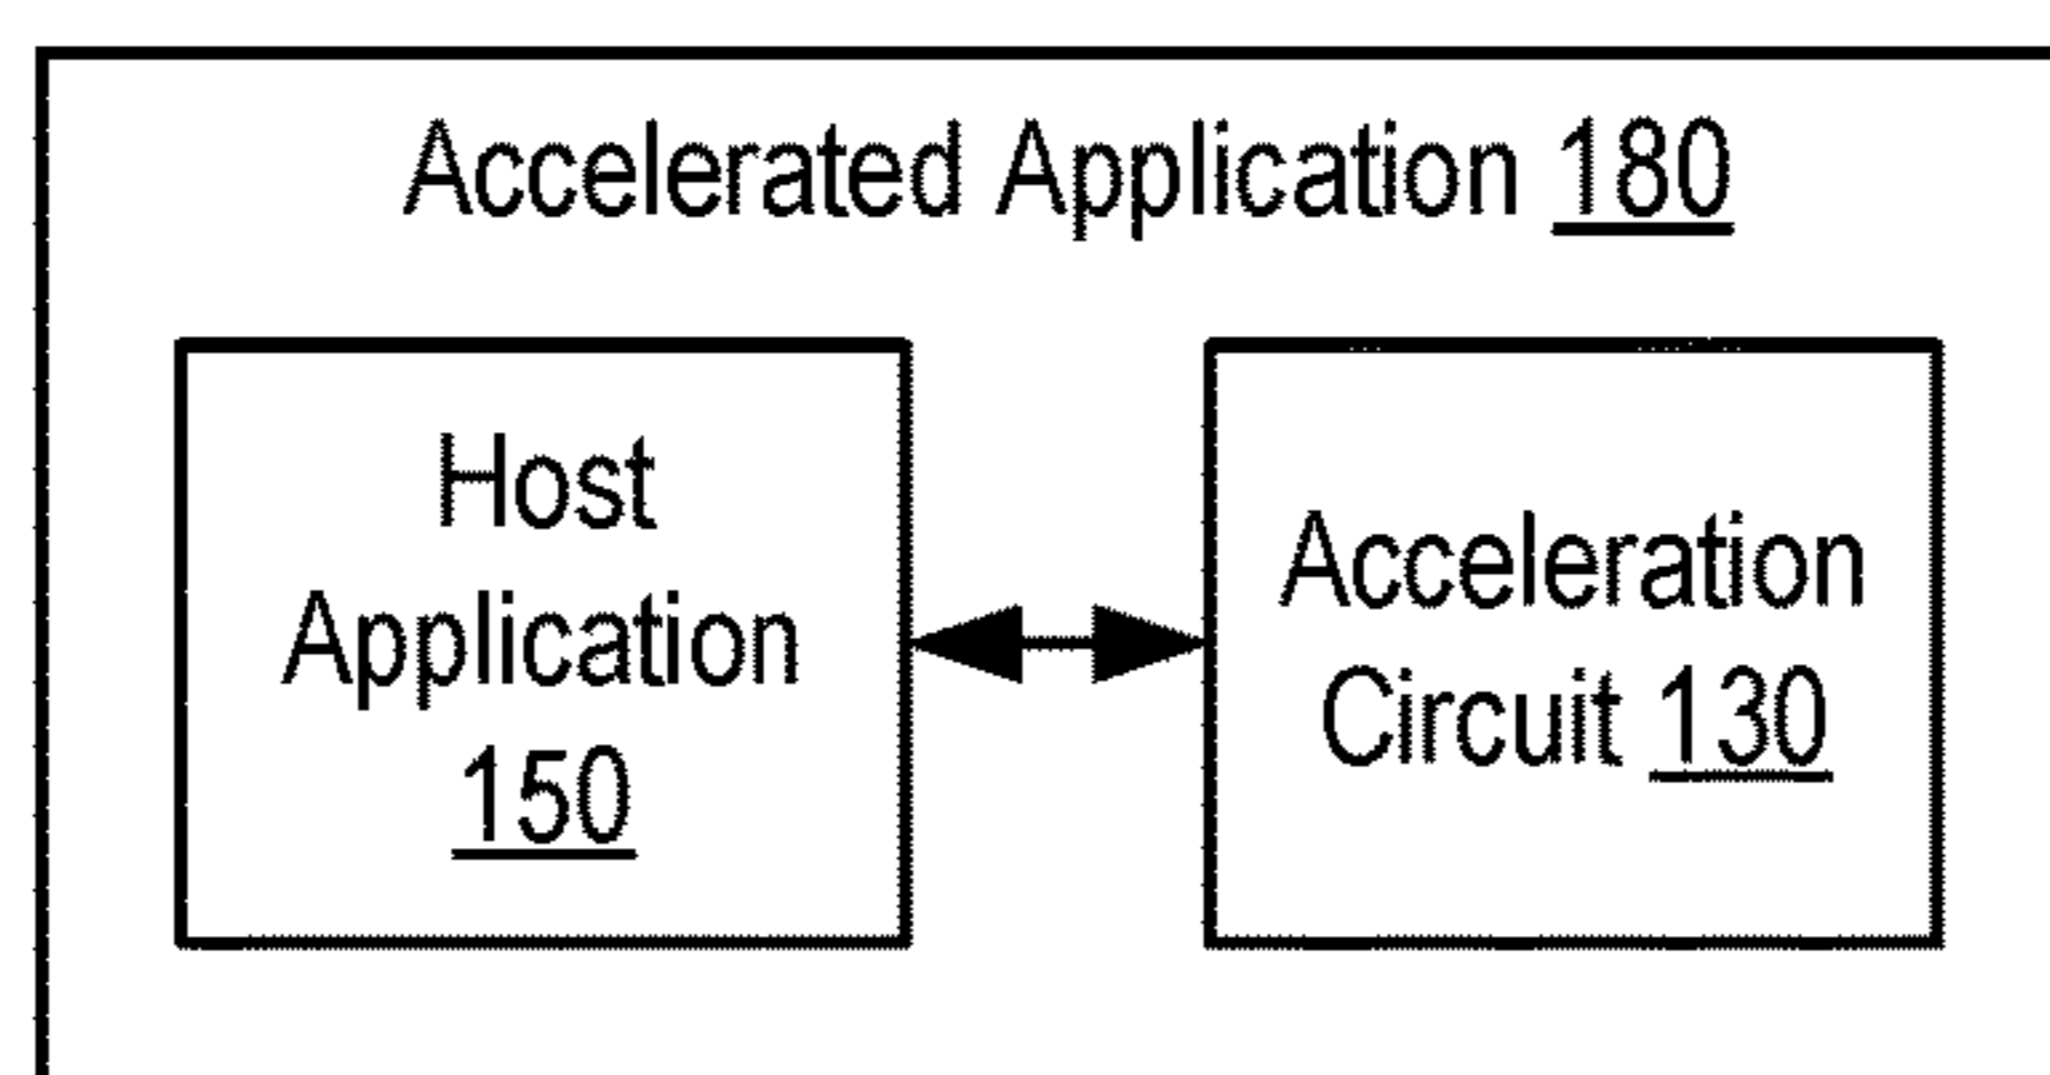 Accelerated Application 180
Host
Application
150
Acceleration
Circuit 130